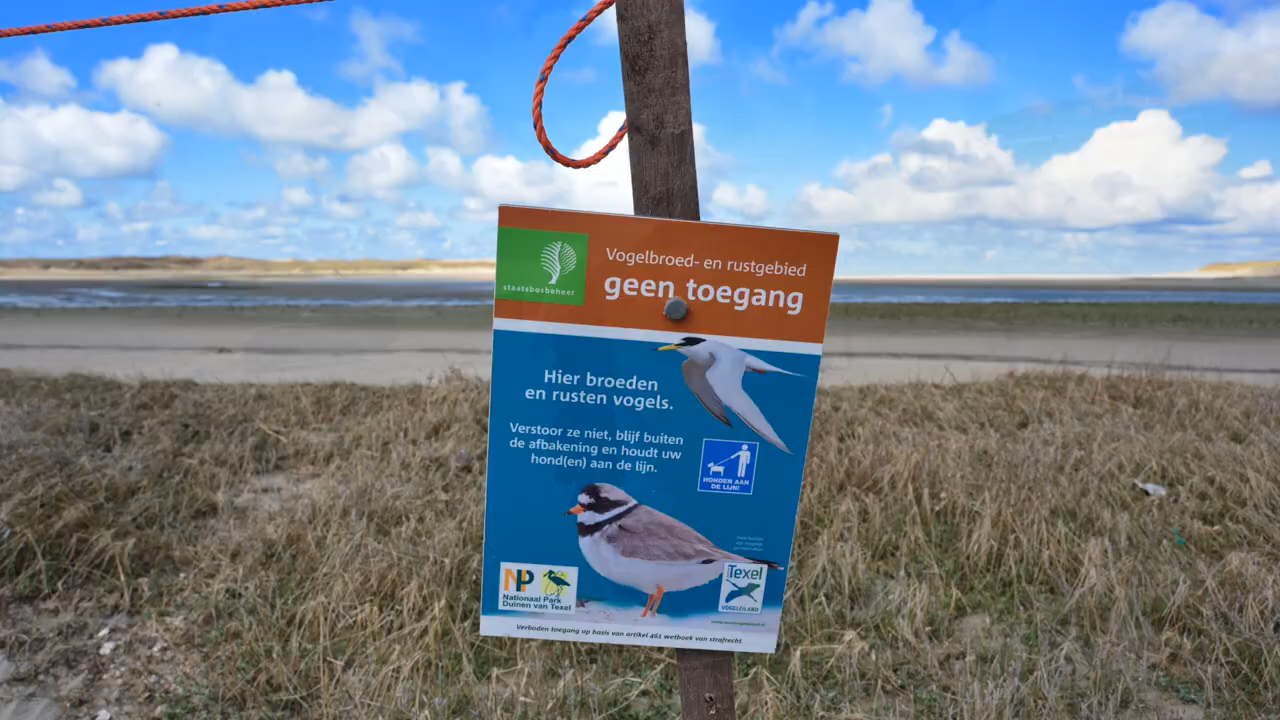 staatsbosbeheer
Vogelbroed- en rustgebied
geen toegang
Hier broeden
en rusten vogels.
Verstoor ze niet, blijf buiten
de afbakening en houdt uw
hond(en) aan de lijn.
HONDEN AAN
DE LIJN!
NP
Nationaal Park
Duinen van Texel
Texel
VOGELEILAND
Verboden toegang op basis van artikel 461 wetboek van strafrecht.